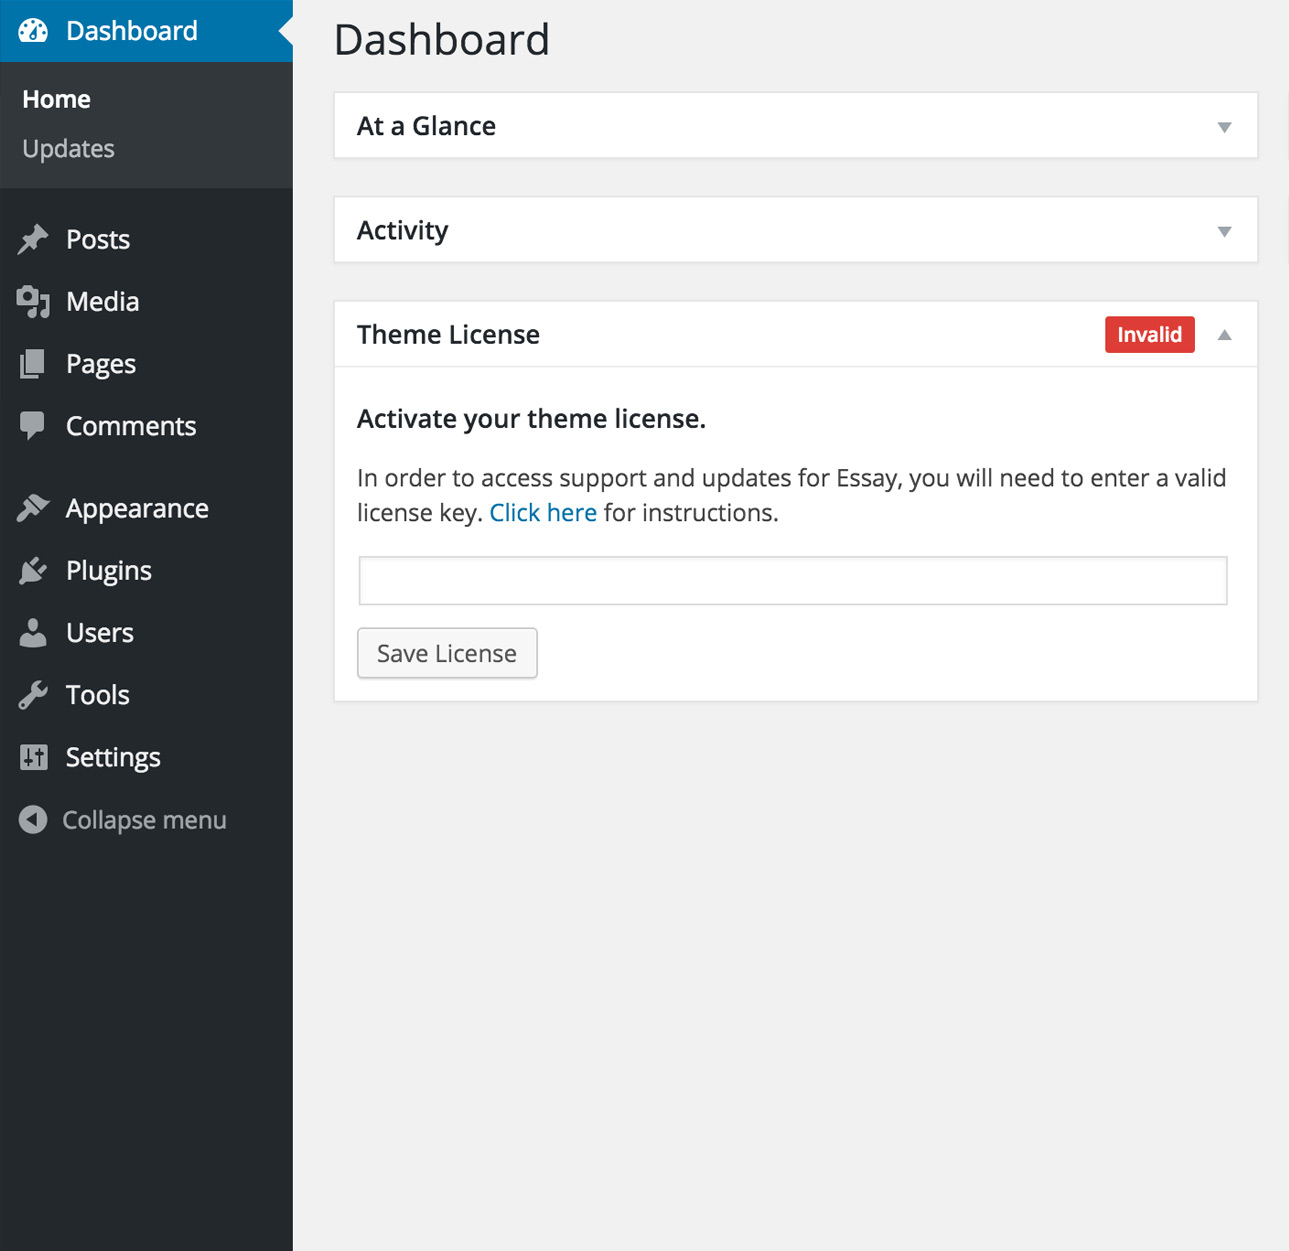 Dashboard
Home
Updates
Posts
Media
Pages
Comments
Appearance
Plugins
Users
Tools
Settings
Collapse menu
Dashboard
At a Glance
Activity
Theme License
Invalid
Activate your theme license.
In order to access support and updates for Essay, you will need to enter a valid
license key. Click here for instructions.
Save License